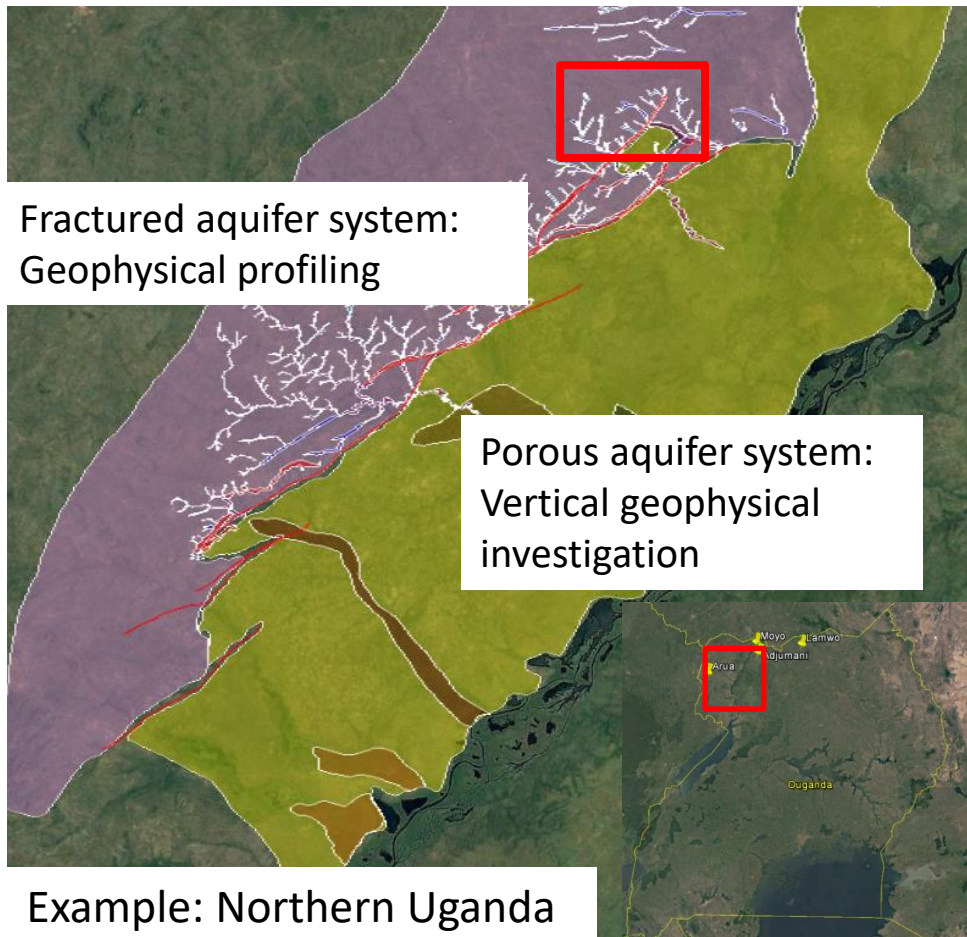 Fractured aquifer system:
Geophysical profiling
Porous aquifer system:
Vertical geophysical
investigation
Moyo
Lamwo
Adjumani
Arua
Ouganda
Example: Northern Uganda